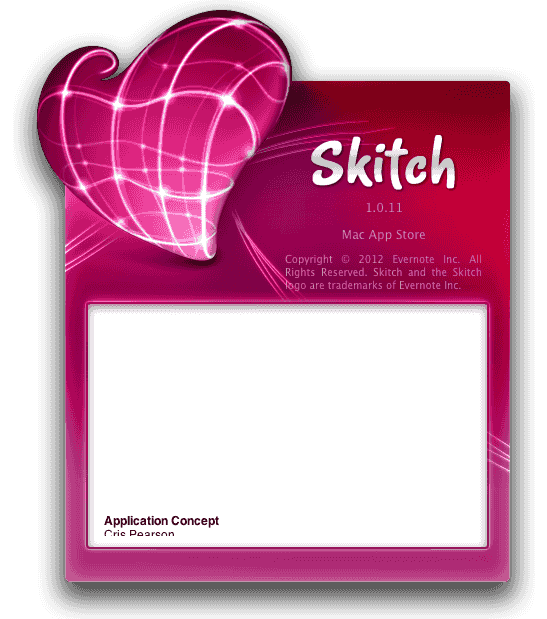 Skitch
1.0.11
Mac App Store
Copyright © 2012 Evernote Inc. All
Rights Reserved. Skitch and the Skitch
logo are trademarks of Evernote Inc.
Application Concept
Cris Pearson